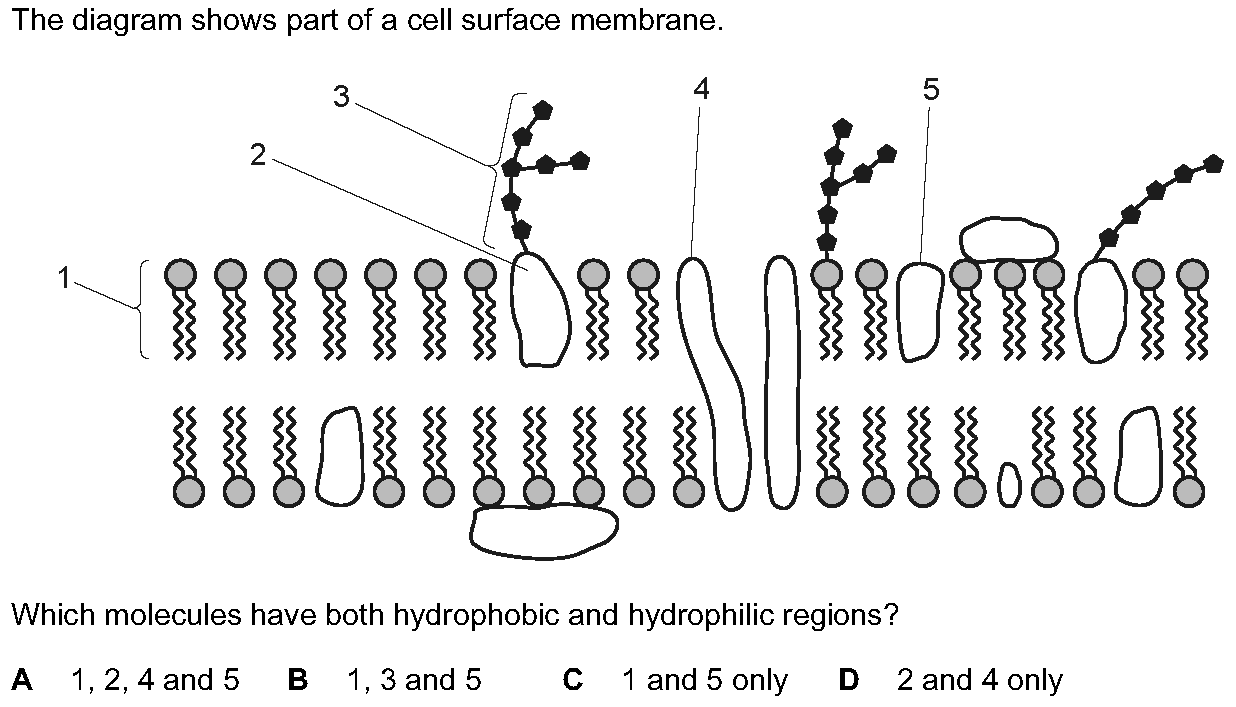 The diagram shows part of a cell surface membrane.
3
4
5
2
1
Which molecules have both hydrophobic and hydrophilic regions?
A 1, 2, 4 and 5 B 1, 3 and 5 C 1 and 5 only D 2 and 4 only